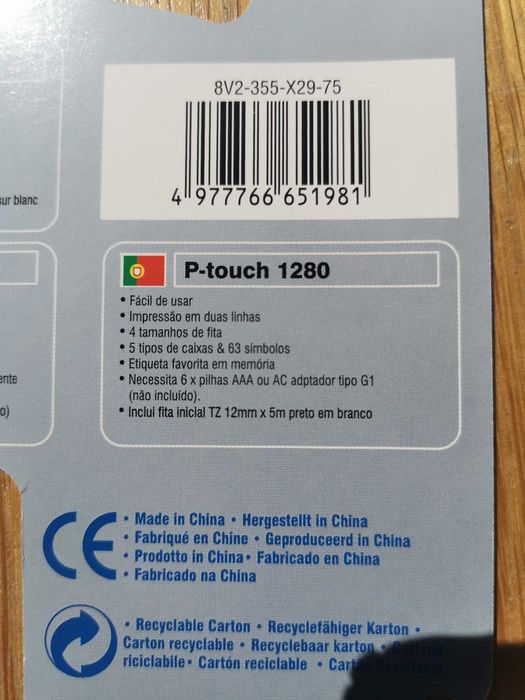 8V2-355-X29-75
4 977766 651981
sur blanc
P-touch 1280
• Fácil de usar
• Impressão em duas linhas
• 4 tamanhos de fita
• 5 tipos de caixas & 63 símbolos
• Etiqueta favorita em memória
ente
• Necessita 6 x pilhas AAA ou AC adptador tipo G1
(não incluído).
o)
• Inclui fita inicial TZ 12mm x 5m preto em branco
CE
• Made in China • Hergestellt in China
• Fabriqué en Chine • Geproduceerd in China
• Prodotto in China • Fabricado en China
• Fabricado na China
• Recyclable Carton • Recyclefähiger Karton •
Carton recyclable • Recyclebaar karton • Cartone
riciclabile • Cartón reciclable • Cartão Reciclável